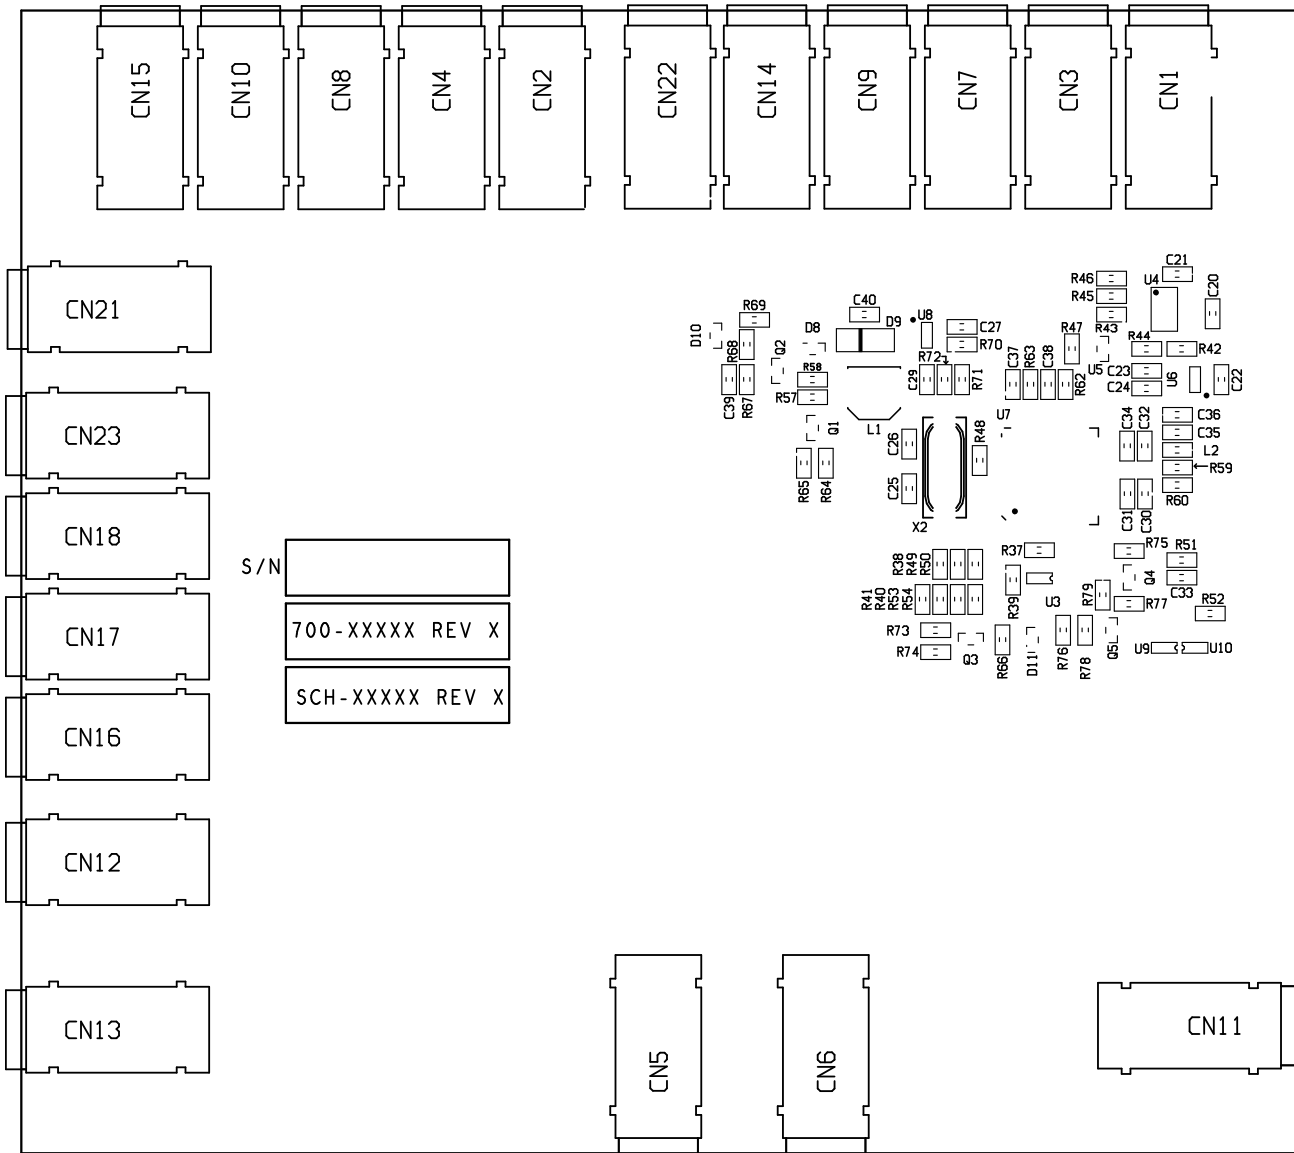 CN15
CN10
CN8
CN4
CN2
CN22
CN14
CN9
CN7
CN3
CN1
CN21
CN23
CN18
CN17
CN16
CN12
CN13
S/N
700-XXXXX REV X
SCH-XXXXX REV X
CN5
CN6
CN11
C21
R46
U4
C20
R45
R43
R69
C40
D10
D8
D9
U8
C27
R47
R44
R42
R68
Q2
R70
R72
U5
C23
U6
C22
C24
R58
C29
R71
C37
R63
C38
R62
C39
R67
R57
L1
Q1
C26
R48
U7
C34
C32
C36
C35
L2
R59
R60
R65
R64
C25
X2
C31
C30
R37
R75
R51
R38
R49
R50
Q4
C33
R39
U3
R79
R77
R52
R41
R40
R53
R54
R73
R74
Q3
R66
D11
R76
R78
Q5
U9
U10